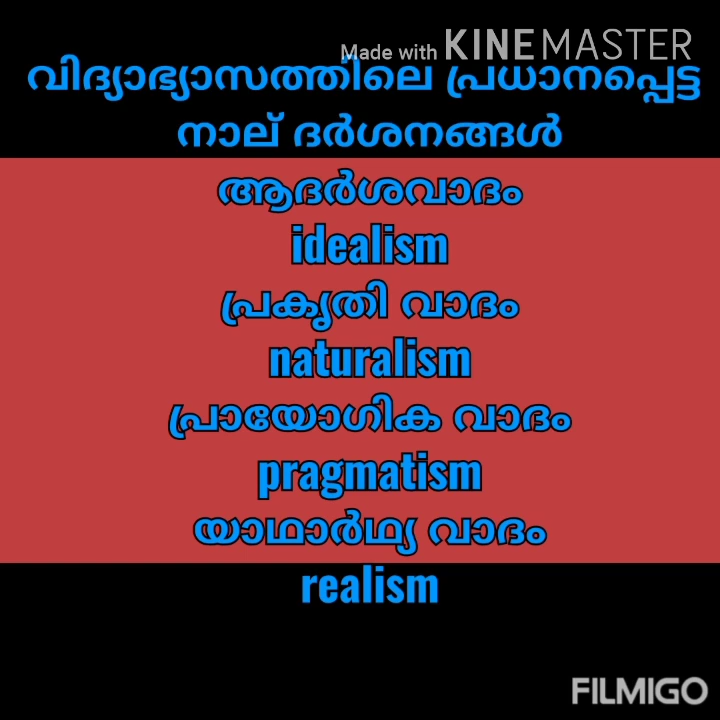 Made with KINEMASTER
വിദ്യാഭ്യാസത്തിലെ പ്രധാനപ്പെട്ട
നാല് ദർശനങ്ങൾ
ആദർശവാദം
idealism
പ്രകൃതി വാദം
naturalism
പ്രായോഗിക വാദം
pragmatism
യാഥാർഥ്യ വാദം
realism
FILMIGO